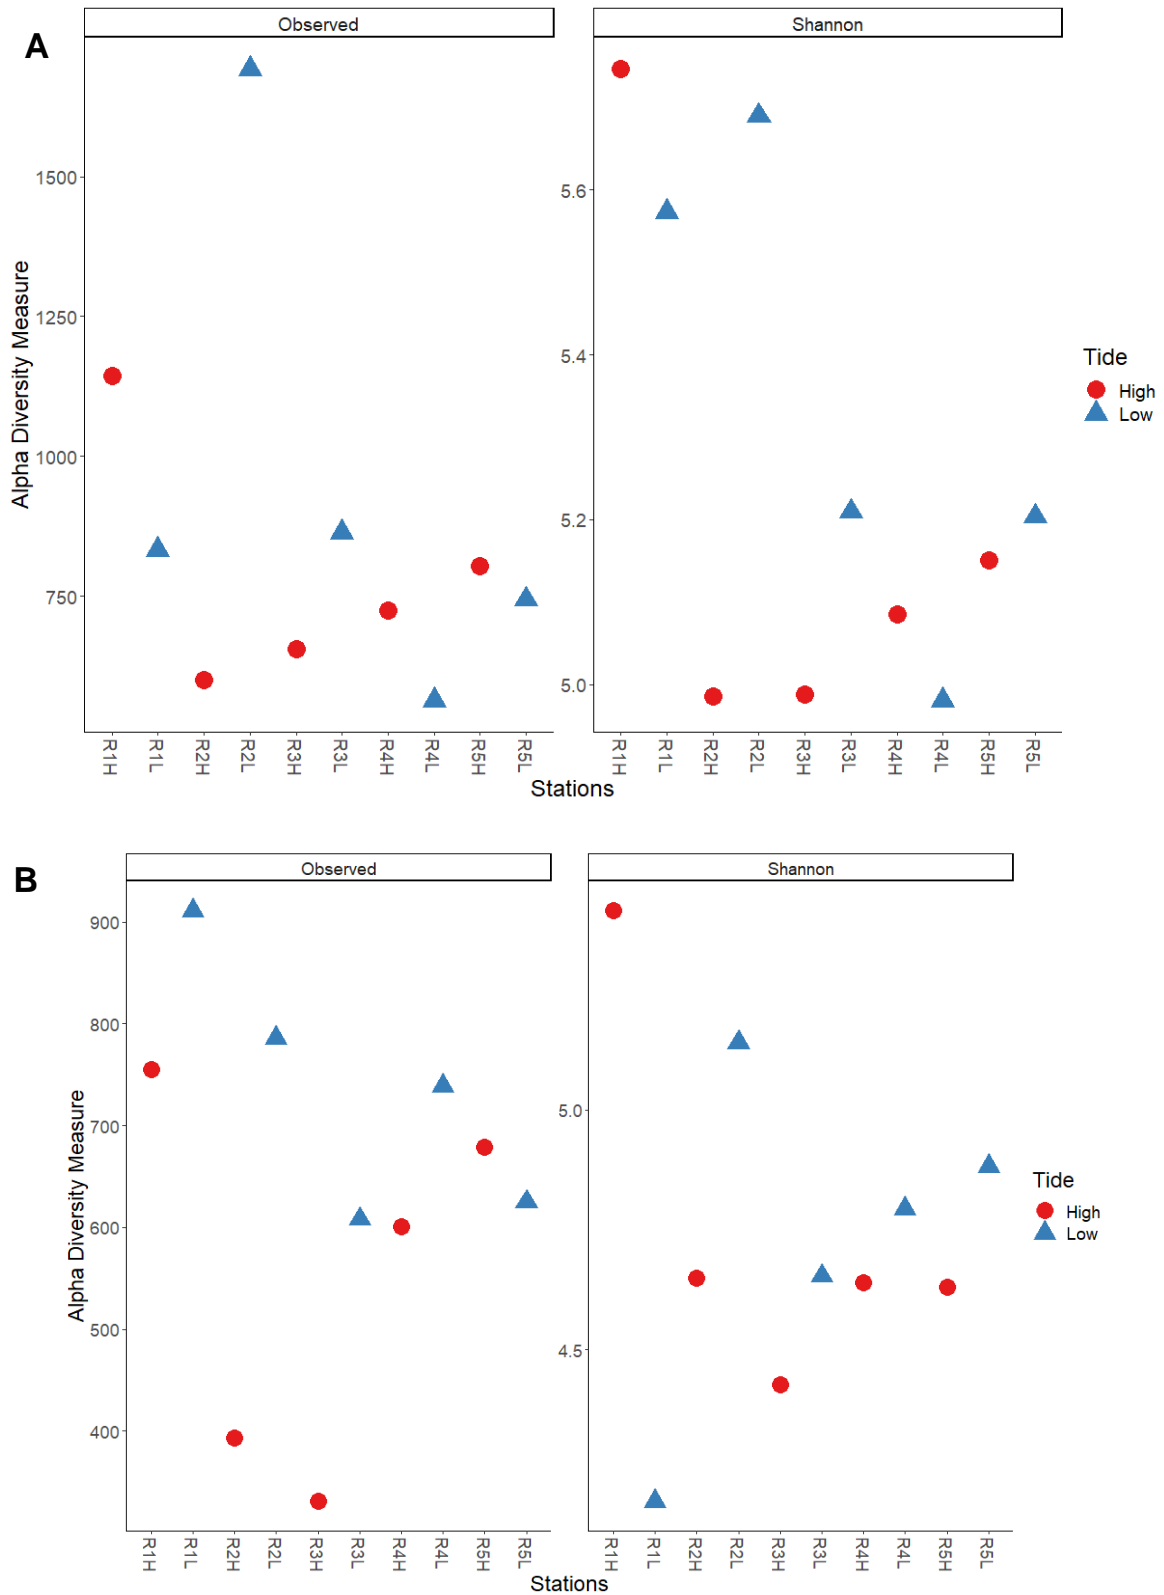 A
Observed
Shannon
Alpha Diversity Measure
1500
1250
1000
750
5.6
5.4
5.2
5.0
R1H
R1L
R2H
R2L
R3H
R3L
R4H
R4L
R5H
R5L
R1H
R1L
R2H
R2L
R3H
R3L
R4H
R4L
R5H
R5L
Stations
Tide
High
Low
B
Observed
Shannon
Alpha Diversity Measure
900
800
700
600
500
400
5.0
4.5
R1H
R1L
R2H
R2L
R3H
R3L
R4H
R4L
R5H
R5L
R1H
R1L
R2H
R2L
R3H
R3L
R4H
R4L
R5H
R5L
Stations
Tide
High
Low